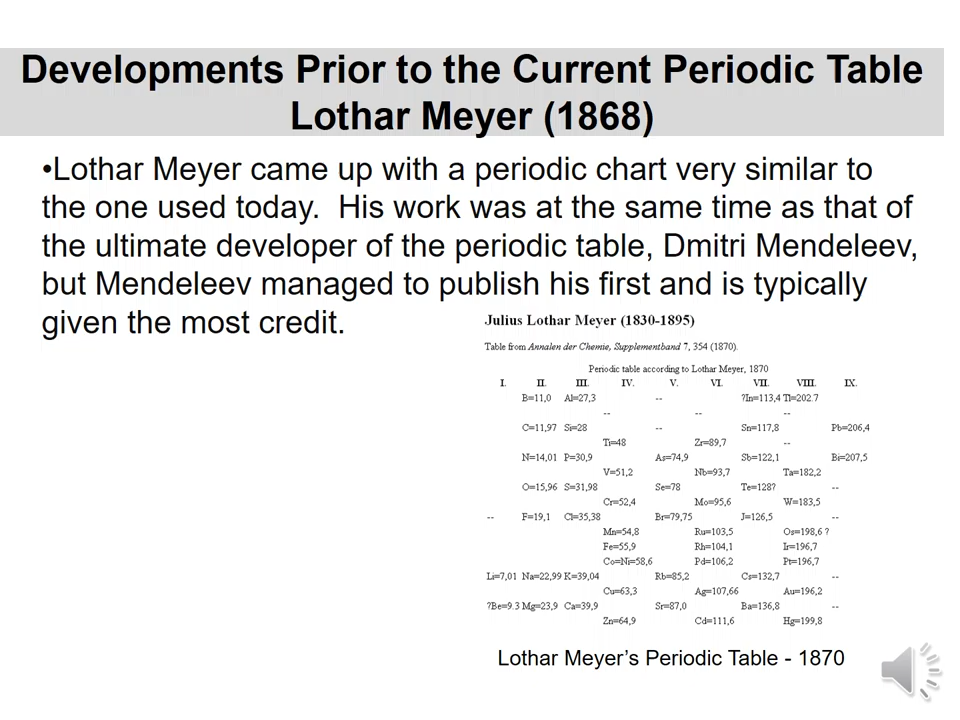 Developments Prior to the Current Periodic Table
Lothar Meyer (1868)
•Lothar Meyer came up with a periodic chart very similar to
the one used today.  His work was at the same time as that of
the ultimate developer of the periodic table, Dmitri Mendeleev,
but Mendeleev managed to publish his first and is typically
given the most credit.
Julius Lothar Meyer (1830-1895)
Table from Annalen der Chemie, Supplementband 7, 354 (1870).
Periodic table according to Lothar Meyer, 1870
I. II. III. IV. V. VI. VII. VIII. IX.
B=11,0 Al=27,3 -- ?In=113,4 Tl=202.7
-- -- --
C=11,97 Si=28 -- Sn=117,8 Pb=206,4
Ti=48 Zr=89,7 --
N=14,01 P=30,9 As=74,9 Sb=122,1 Bi=207,5
V=51,2 Nb=93,7 Ta=182,2
O=15,96 S=31,98 Se=78 Te=128? --
Cr=52,4 Mo=95,6 W=183,5
-- F=19,1 Cl=35,38 Br=79,75 J=126,5 --
Mn=54,8 Ru=103,5 Os=198,6 ?
Fe=55,9 Rh=104,1 Ir=196,7
Co=Ni=58,6 Pd=106,2 Pt=196,7
Li=7,01 Na=22,99 K=39,04 Rb=85,2 Cs=132,7 --
Cu=63,3 Ag=107,66 Au=196,2
?Be=9.3 Mg=23,9 Ca=39,9 Sr=87,0 Ba=136,8 --
Zn=64,9 Cd=111,6 Hg=199,8
Lothar Meyer's Periodic Table - 1870